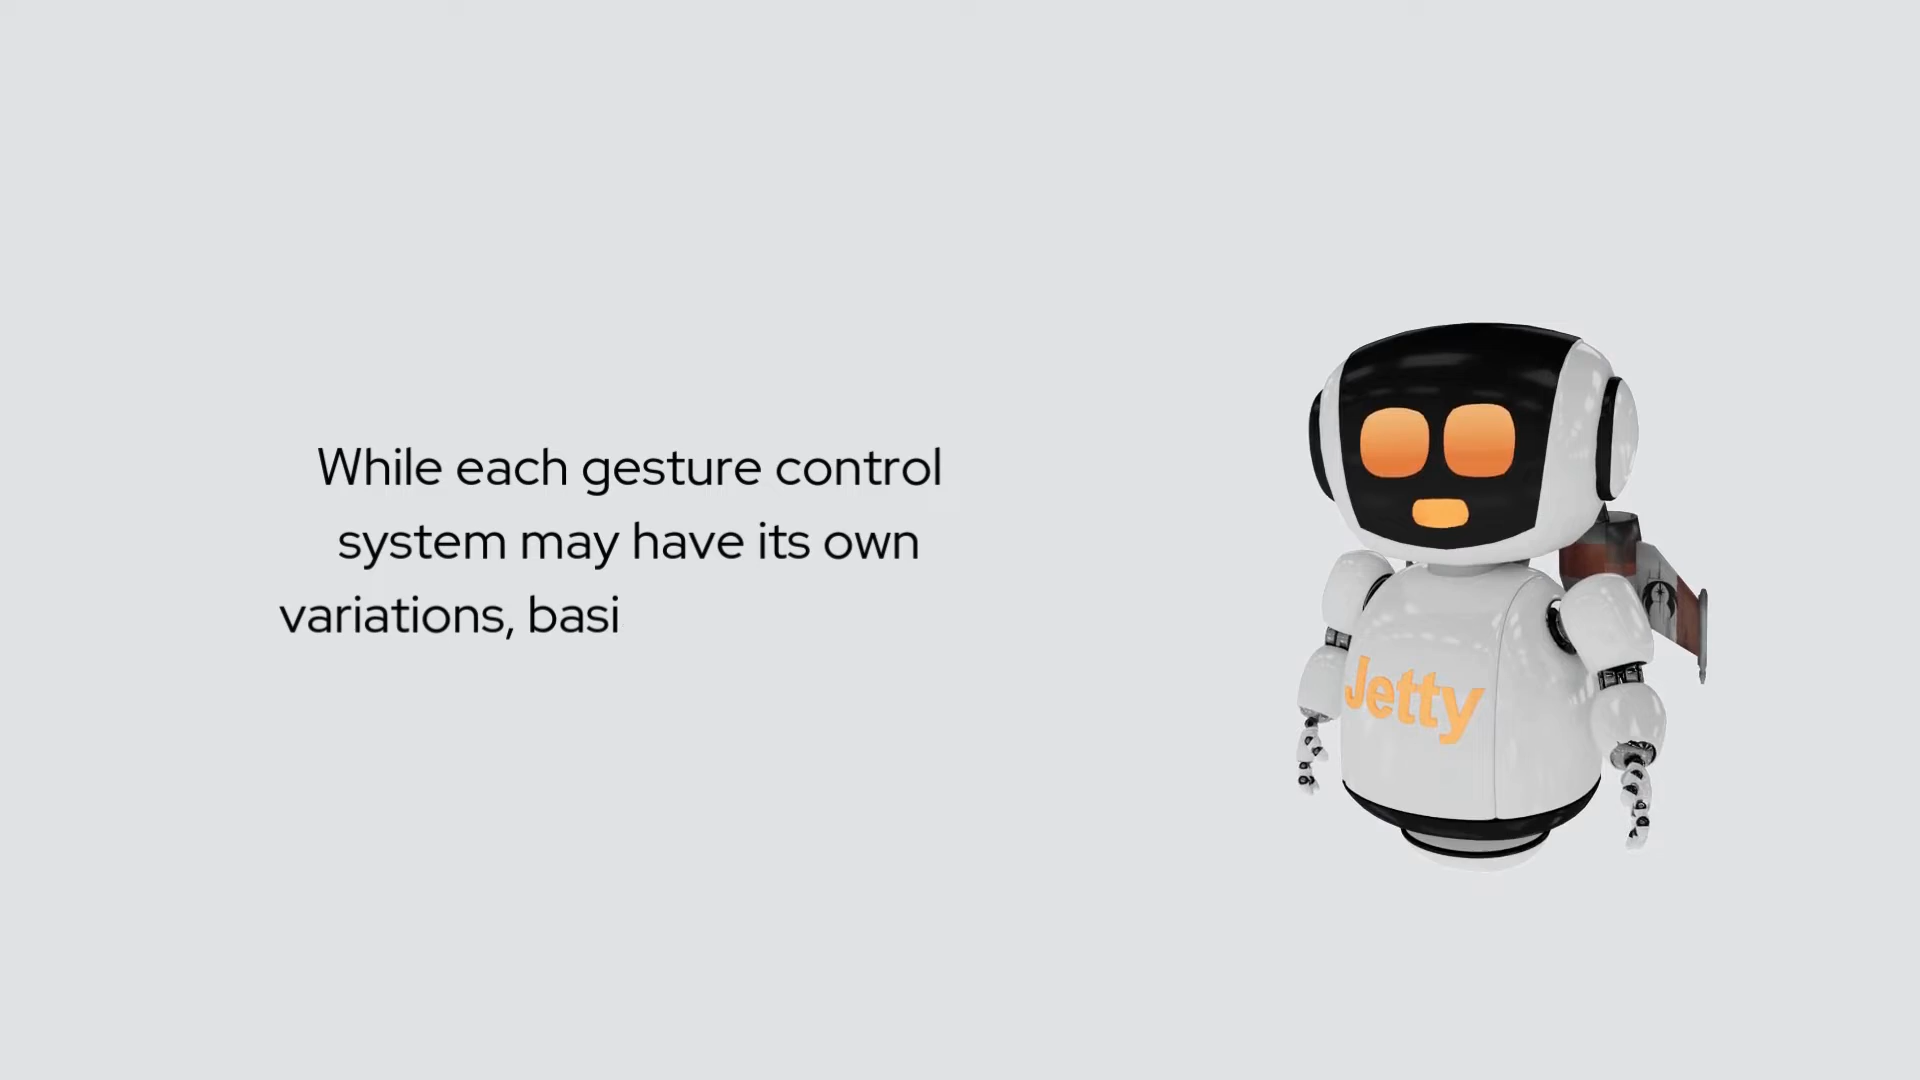 While each gesture control
system may have its own
variations, basi
Jetty